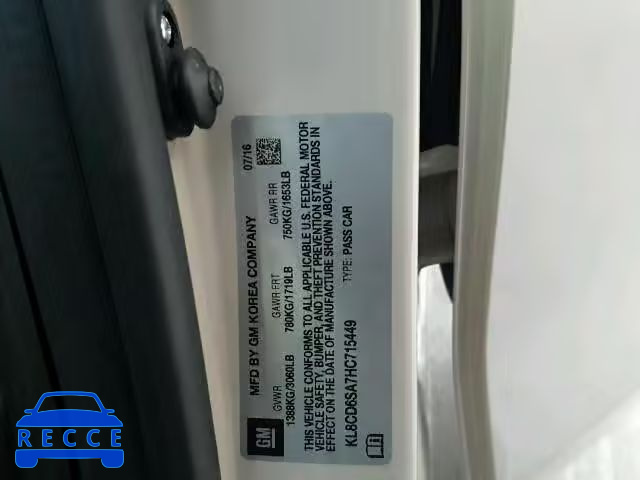 MFD BY GM KOREA COMPANY
07/16
GVWR
GAWR FRT
GAWR RR
1388KG/3060LB
780KG/1719LB
750KG/1653LB
THIS VEHICLE CONFORMS TO ALL APPLICABLE U.S. FEDERAL MOTOR
VEHICLE SAFETY, BUMPER, AND THEFT PREVENTION STANDARDS IN
EFFECT ON THE DATE OF MANUFACTURE SHOWN ABOVE.
TYPE: PASS CAR
KL8CD6SA7HC715449
GM